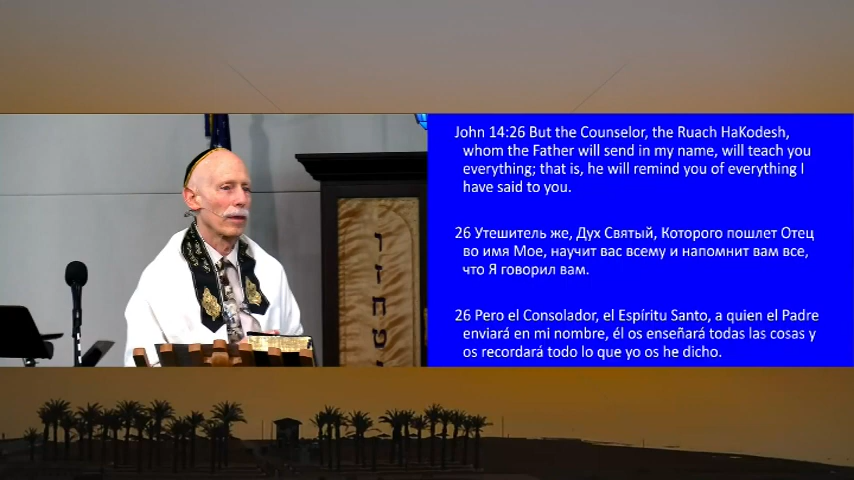 John 14:26 But the Counselor, the Ruach HaKodesh,
whom the Father will send in my name, will teach you
everything; that is, he will remind you of everything I
have said to you.
26 Утешитель же, Дух Святый, Которого пошлет Отец
во имя Мое, научит вас всему и напомнит вам все,
что Я говорил вам.
26 Pero el Consolador, el Espíritu Santo, a quien el Padre
enviará en mi nombre, él os enseñará todas las cosas y
os recordará todo lo que yo os he dicho.